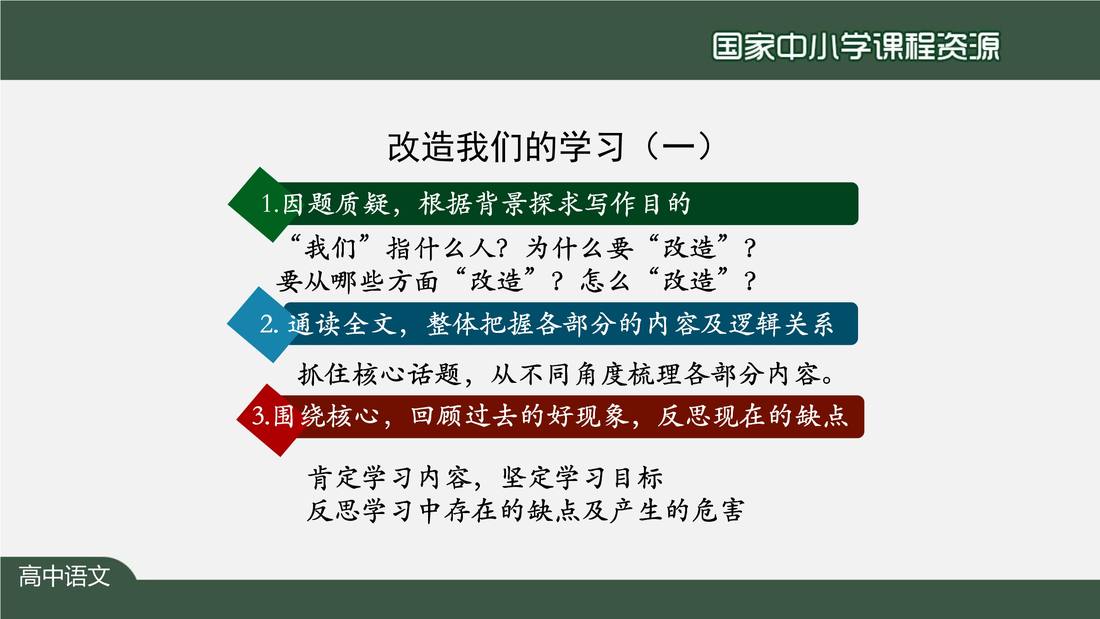 国家中小学课程资源
改造我们的学习（一）
1.因题质疑，根据背景探求写作目的
“我们”指什么人？为什么要“改造”？
要从哪些方面“改造”？怎么“改造”？
2. 通读全文，整体把握各部分的内容及逻辑关系
抓住核心话题，从不同角度梳理各部分内容。
3.围绕核心，回顾过去的好现象，反思现在的缺点
肯定学习内容，坚定学习目标
反思学习中存在的缺点及产生的危害
高中语文